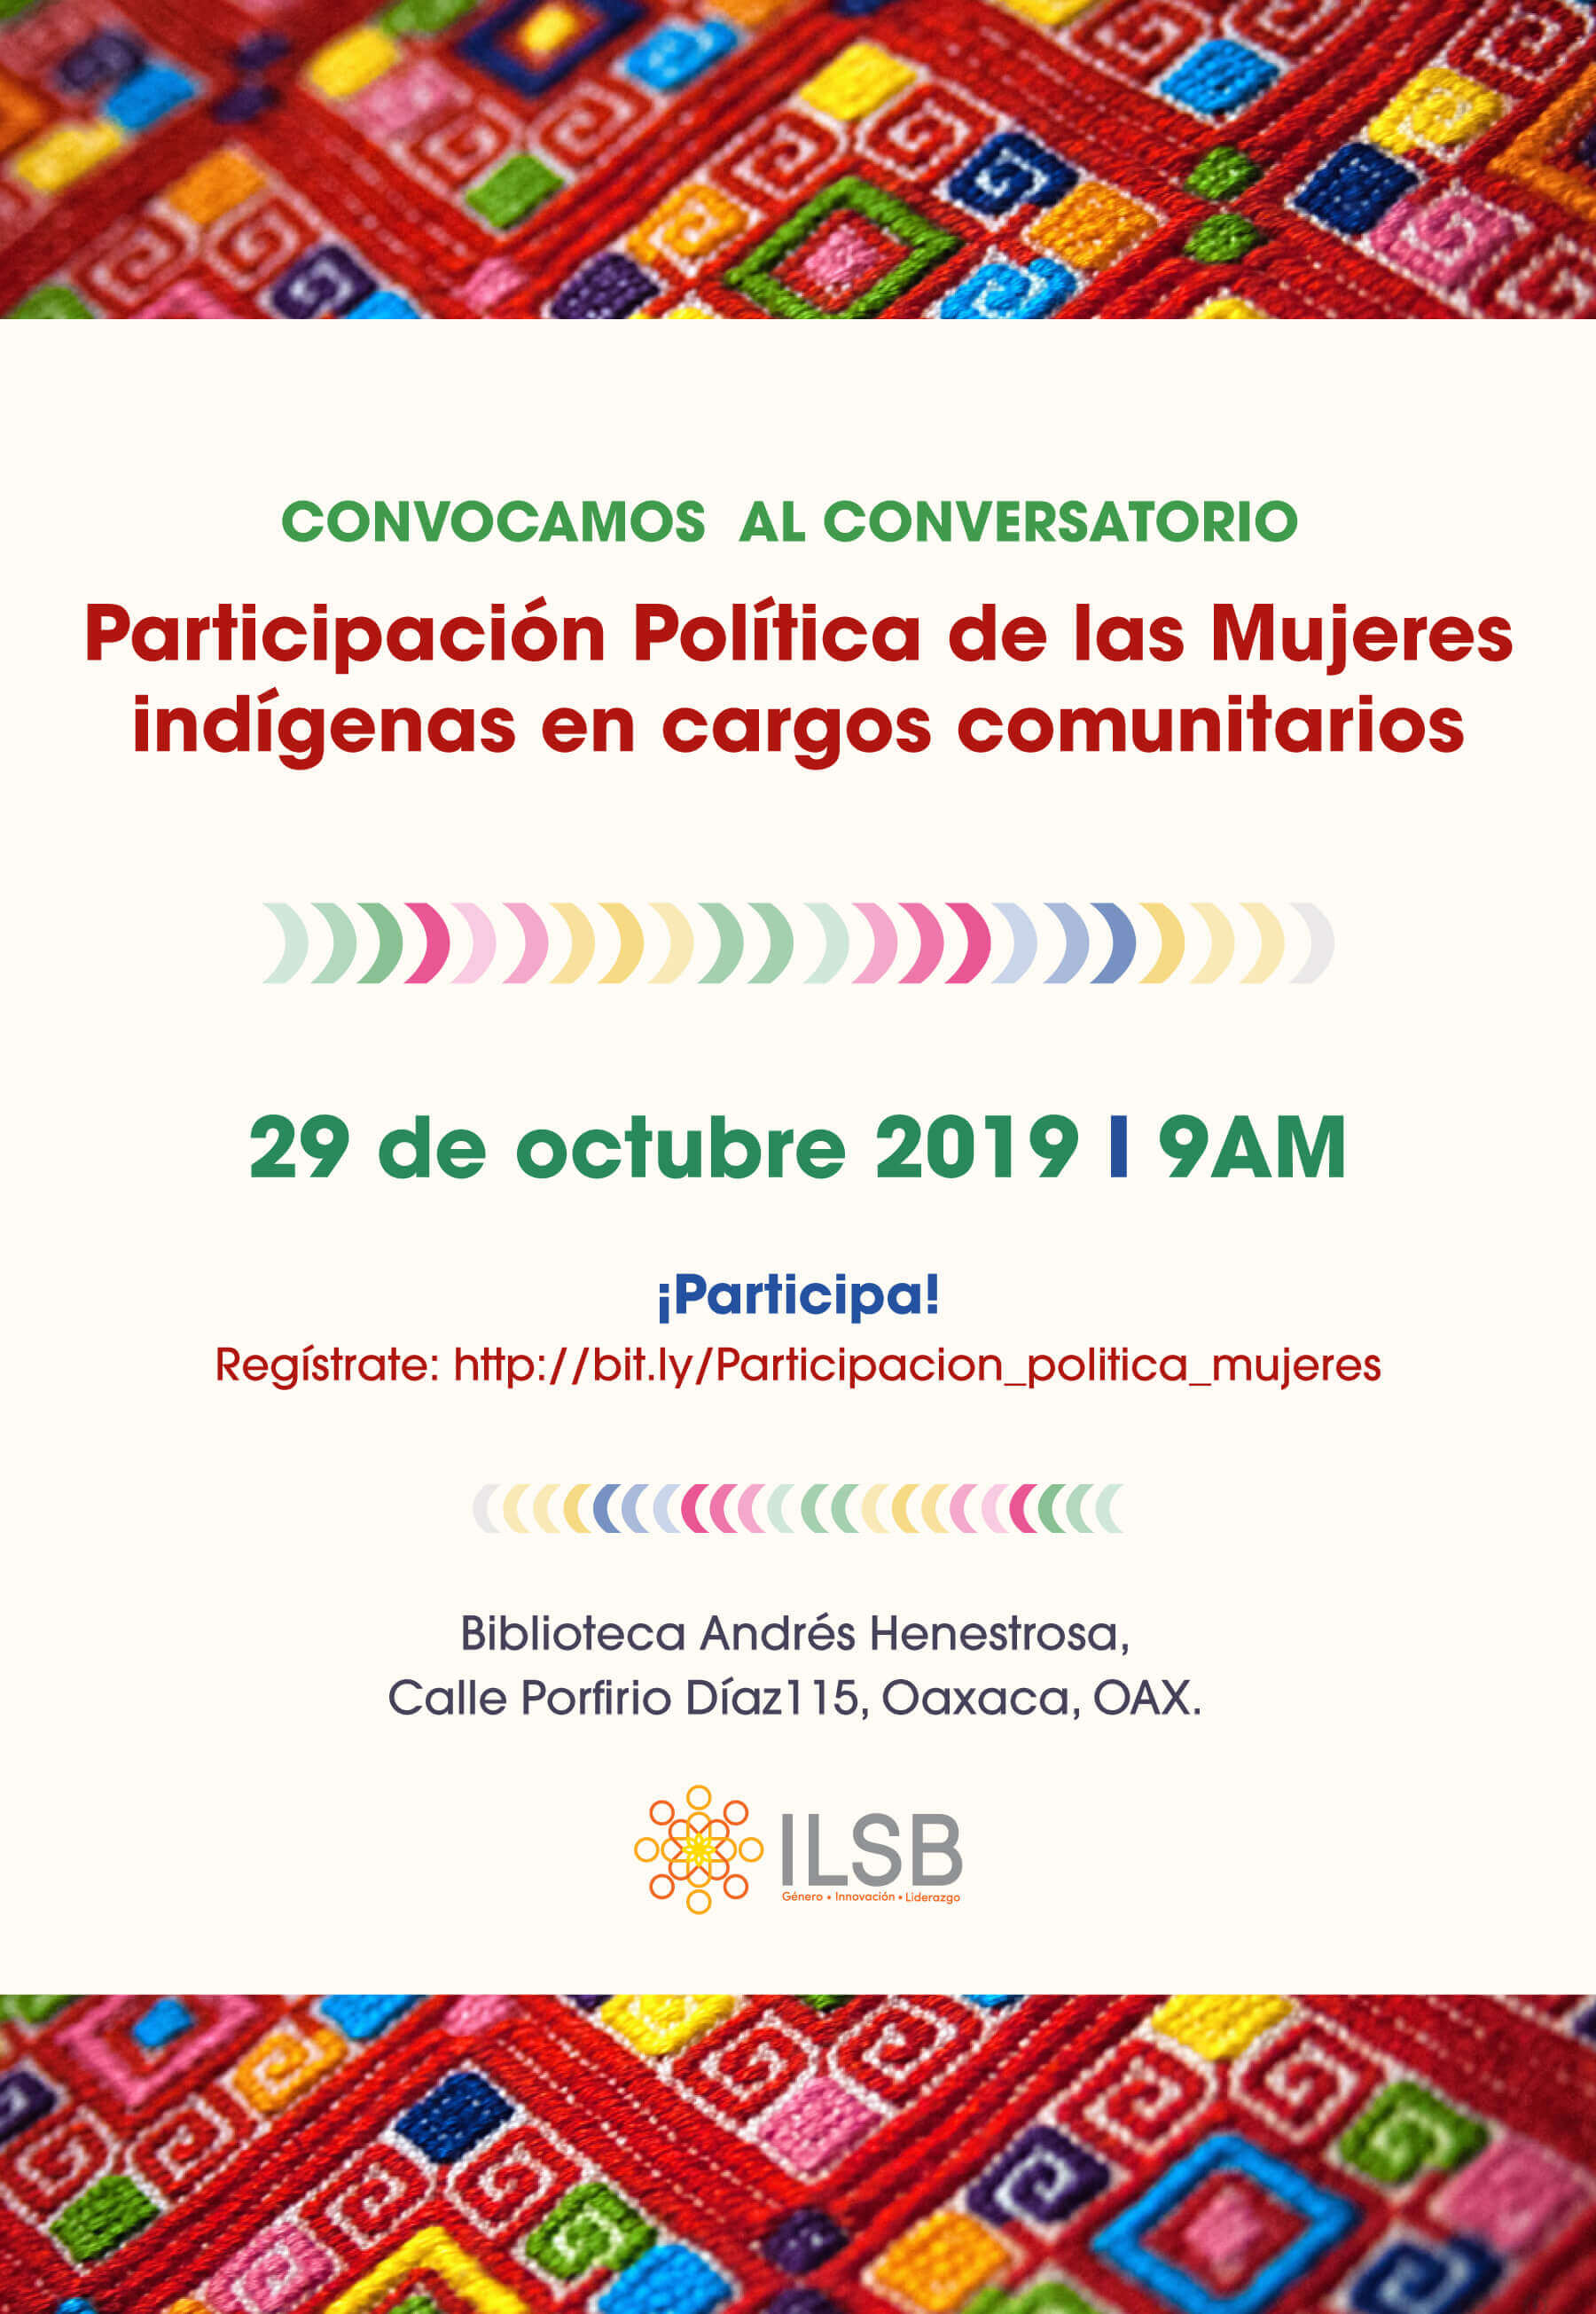 CONVOCAMOS AL CONVERSATORIO
Participación Política de las Mujeres
indígenas en cargos comunitarios
29 de octubre 2019 | 9AM
¡Participa!
Regístrate: http://bit.ly/Participacion_politica_mujeres
Biblioteca Andrés Henestrosa,
Calle Porfirio Díaz115, Oaxaca, OAX.
ILSB
Género • Innovación • Liderazgo